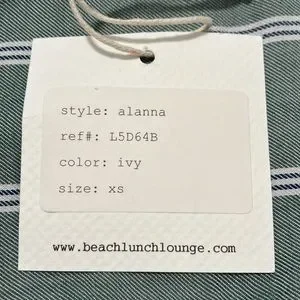 style: alanna
ref#: L5D64B
color: ivy
size: xs
www.beachlunchlounge.com